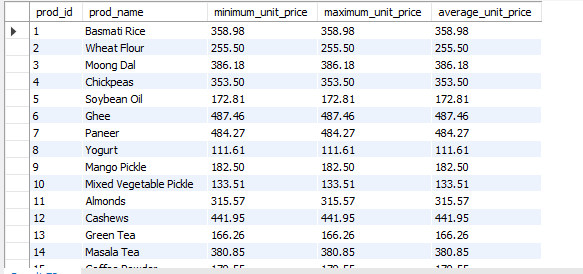 prod_id prod_name minimum_unit_price maximum_unit_price average_unit_price
1 Basmati Rice 358.98 358.98 358.98
2 Wheat Flour 255.50 255.50 255.50
3 Moong Dal 386.18 386.18 386.18
4 Chickpeas 353.50 353.50 353.50
5 Soybean Oil 172.81 172.81 172.81
6 Ghee 487.46 487.46 487.46
7 Paneer 484.27 484.27 484.27
8 Yogurt 111.61 111.61 111.61
9 Mango Pickle 182.50 182.50 182.50
10 Mixed Vegetable Pickle 133.51 133.51 133.51
11 Almonds 315.57 315.57 315.57
12 Cashews 441.95 441.95 441.95
13 Green Tea 166.26 166.26 166.26
14 Masala Tea 380.85 380.85 380.85